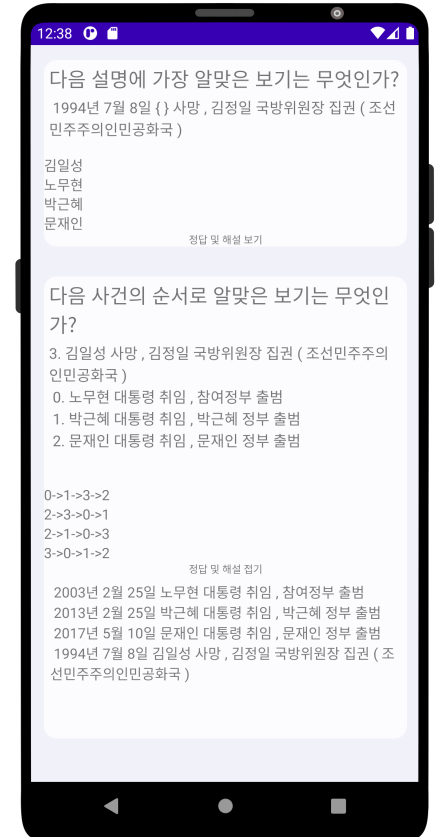 12:38
다음 설명에 가장 알맞은 보기는 무엇인가?
1994년 7월 8일 { } 사망 , 김정일 국방위원장 집권 ( 조선
민주주의인민공화국 )
김일성
노무현
박근혜
문재인
정답 및 해설 보기
다음 사건의 순서로 알맞은 보기는 무엇인
가?
3. 김일성 사망 , 김정일 국방위원장 집권 ( 조선민주주의
인민공화국 )
0. 노무현 대통령 취임 , 참여정부 출범
1. 박근혜 대통령 취임 , 박근혜 정부 출범
2. 문재인 대통령 취임 , 문재인 정부 출범
0->1->3->2
2->3->0->1
2->1->0->3
3->0->1->2
정답 및 해설 접기
2003년 2월 25일 노무현 대통령 취임 , 참여정부 출범
2013년 2월 25일 박근혜 대통령 취임 , 박근혜 정부 출범
2017년 5월 10일 문재인 대통령 취임 , 문재인 정부 출범
1994년 7월 8일 김일성 사망 , 김정일 국방위원장 집권 ( 조
선민주주의인민공화국 )